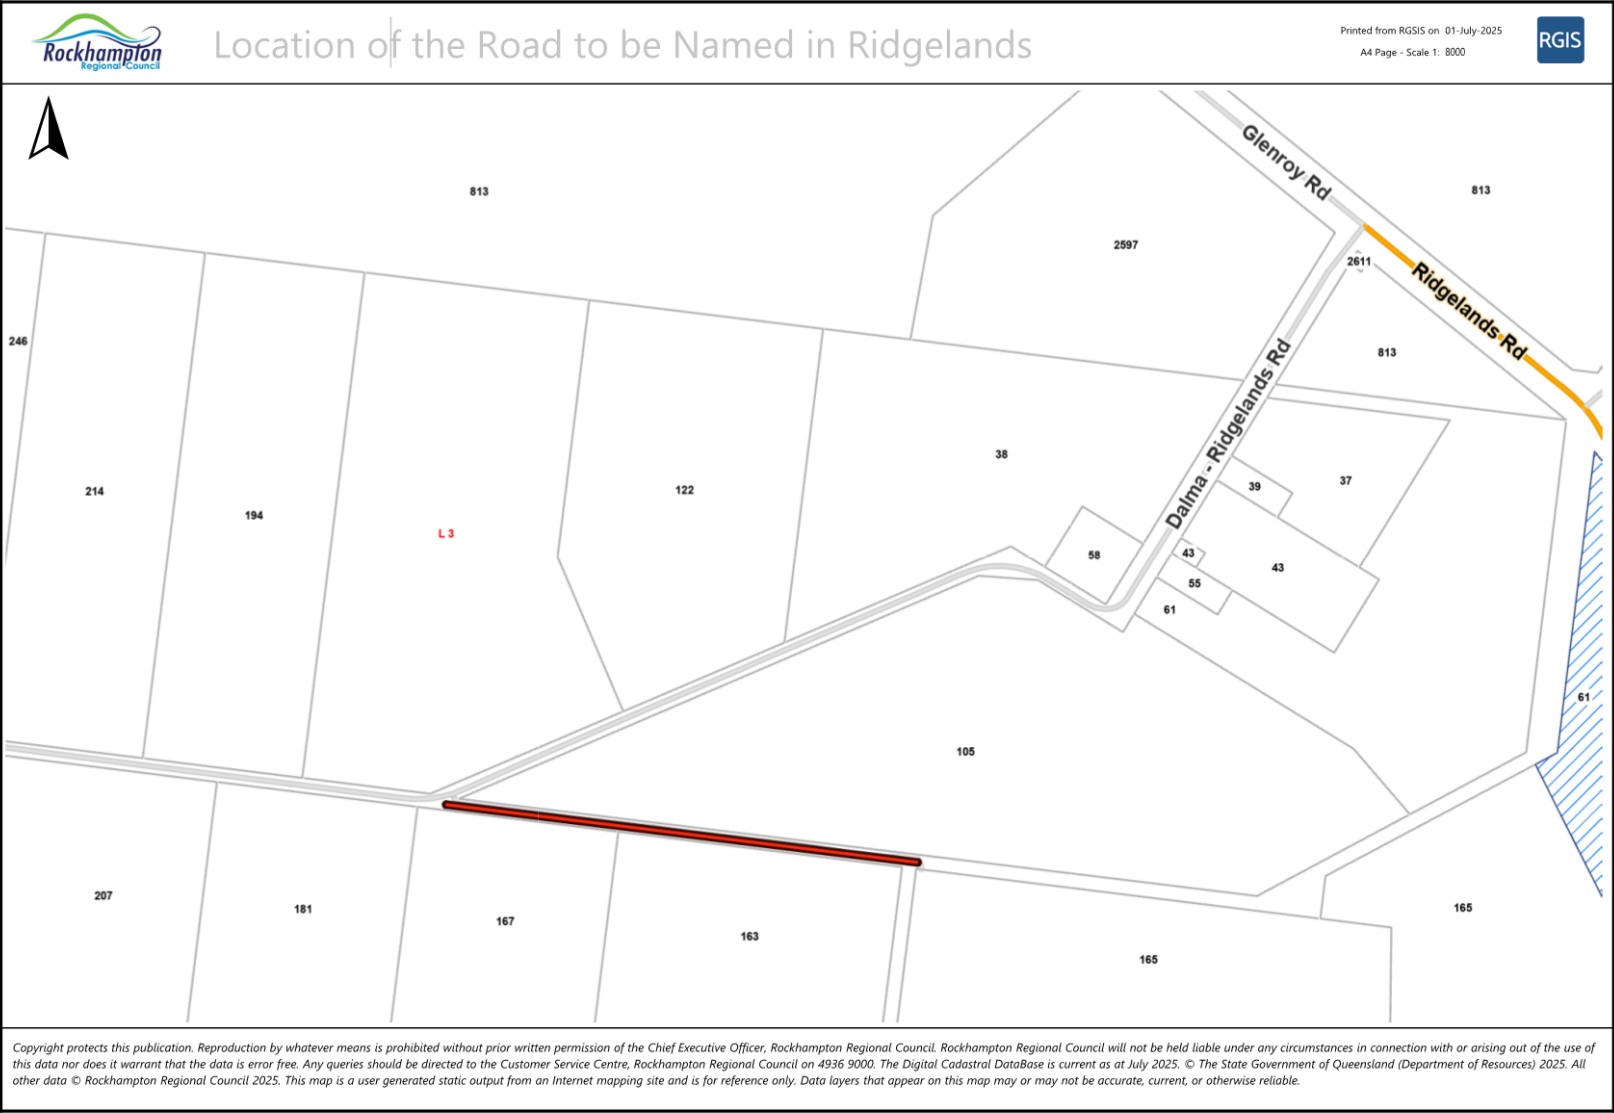 Rockhampton
Regional Council
Location of the Road to be Named in Ridgelands
Printed from RGSIS on 01-July-2025
A4 Page - Scale 1: 8000
RGIS
Glenroy Rd
813
813
2597
2611
Ridgelands Rd
246
813
Dalma - Ridgelands Rd
38
37
214
122
39
194
L 3
58
43
43
55
61
61
105
207
181
167
163
165
165
Copyright protects this publication. Reproduction by whatever means is prohibited without prior written permission of the Chief Executive Officer, Rockhampton Regional Council. Rockhampton Regional Council will not be held liable under any circumstances in connection with or arising out of the use of
this data nor does it warrant that the data is error free. Any queries should be directed to the Customer Service Centre, Rockhampton Regional Council on 4936 9000. The Digital Cadastral DataBase is current as at July 2025. © The State Government of Queensland (Department of Resources) 2025. All
other data © Rockhampton Regional Council 2025. This map is a user generated static output from an Internet mapping site and is for reference only. Data layers that appear on this map may or may not be accurate, current, or otherwise reliable.